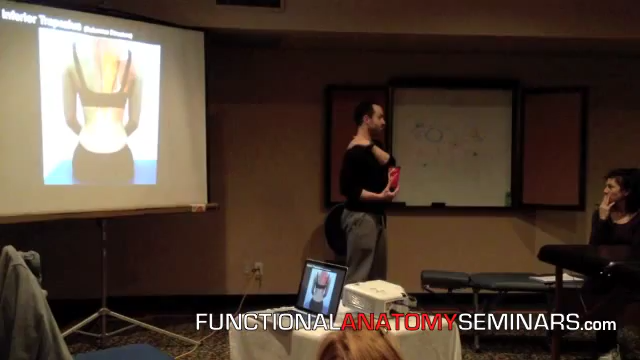 Inferior Trapezius
FUNCTIONALANATOMYSEMINARS.com